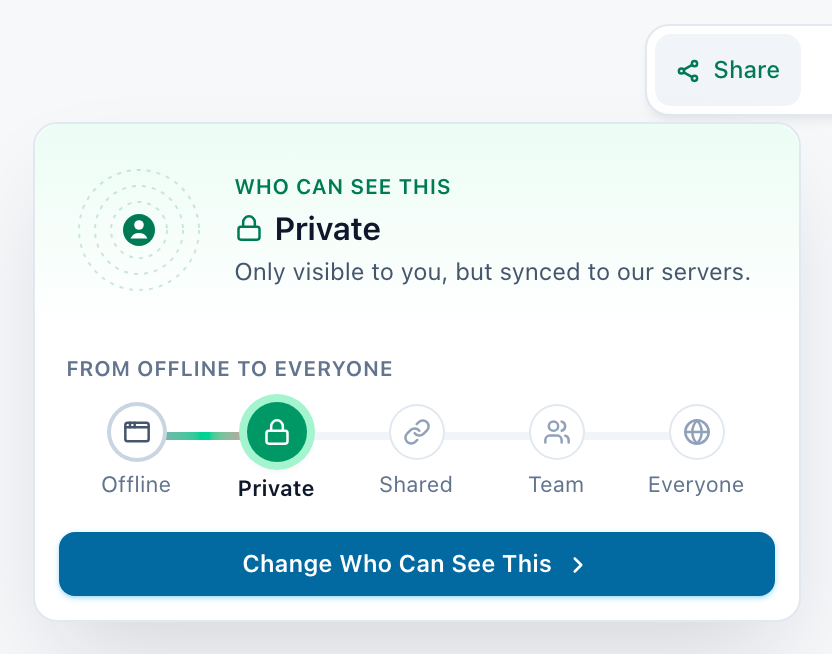 Share
WHO CAN SEE THIS
Private
Only visible to you, but synced to our servers.
FROM OFFLINE TO EVERYONE
Offline
Private
Shared
Team
Everyone
Change Who Can See This